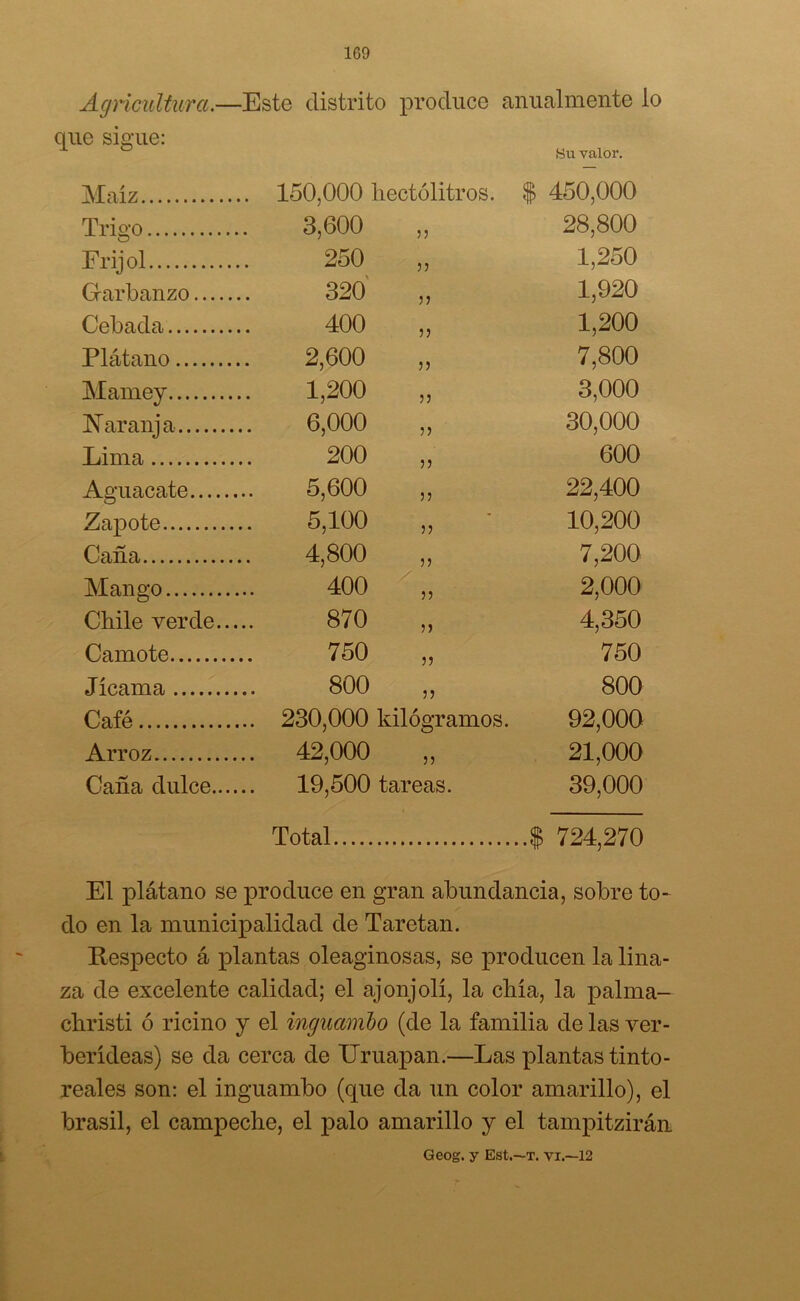 169
Agricultura.—Este distrito produce anualmente lo
que sigue:
Su valor.
Maíz.............. 150,000 hectólitros. $ 450,000
Trigo............. 3,600 ,, 28,800
Frijol............. 250 ,, 1,250
Garbanzo....... 320 ,, 1,920
Cebada........... 400 ,, 1,200
Plátano.......... 2,600 ,, 7,800
Mamey........... 1,200 ,, 3,000
Naranja.......... 6,000 ,, 30,000
Lima.............. 200 ,, 600
Aguacate........ 5,600 ,, 22,400
Zapote............ 5,100 ,, 10,200
Caña.............. 4,800 ,, 7,200
Mango............ 400 ,, 2,000
Chile verde..... 870 ,, 4,350
Camote........... 750 ,, 750
Jícama........... 800 ,, 800
Café............... 230,000 kilógramos. 92,000
Arroz............. 42,000 ,, 21,000
Caña dulce...... 19,500 tareas. 39,000
Total..........................$ 724,270
El plátano se produce en gran abundancia, sobre to-
do en la municipalidad de Taretan.
Respecto á plantas oleaginosas, se producen la lina-
za de excelente calidad; el ajonjolí, la chía, la palma-
christi ó ricino y el inguambo (de la familia de las ver-
berídeas) se da cerca de Uruapan.—Las plantas tinto-
reales son: el inguambo (que da un color amarillo), el
brasil, el campeche, el palo amarillo y el tampitzirán
Geog. y Est.—T. VI.—12